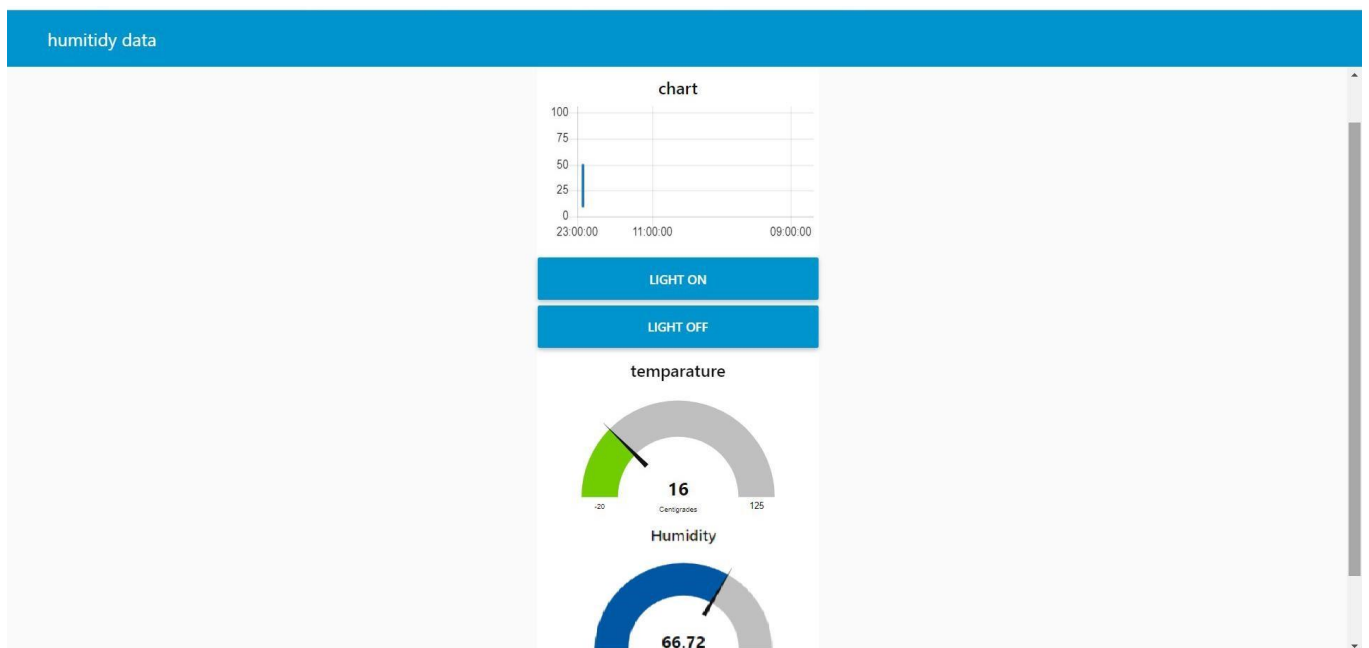 humitidy data
chart
100
75
50
25
0
23:00:00 11:00:00 09:00:00
LIGHT ON
LIGHT OFF
temparature
16
-20 Centigrades 125
Humidity
66.72